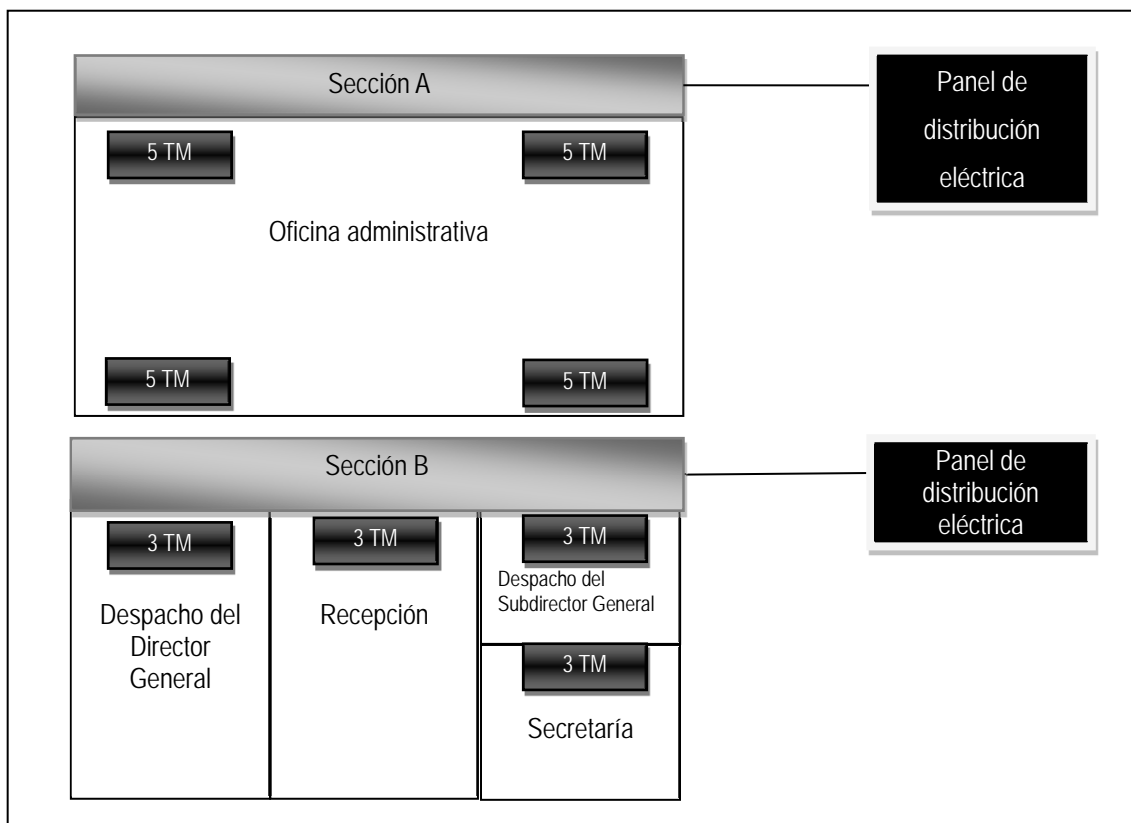 Sección A
Panel de
distribución
eléctrica
5 TM
5 TM
Oficina administrativa
5 TM
5 TM
Sección B
Panel de
distribución
eléctrica
3 TM
3 TM
3 TM
Despacho del
Director
General
Recepción
Despacho del
Subdirector General
3 TM
Secretaría